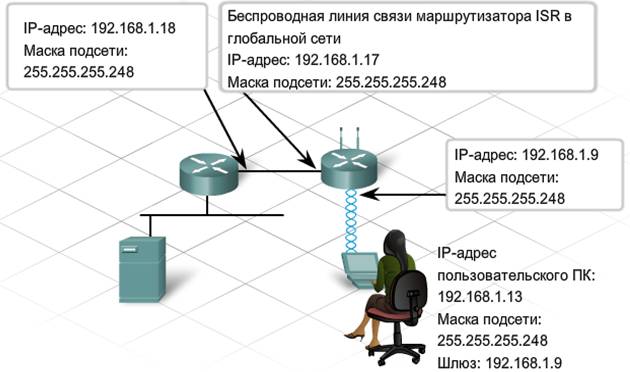 IP-адрес: 192.168.1.18
Маска подсети:
255.255.255.248
Беспроводная линия связи маршрутизатора ISR в
глобальной сети
IP-адрес: 192.168.1.17
Маска подсети: 255.255.255.248
IP-адрес: 192.168.1.9
Маска подсети:
255.255.255.248
IP-адрес
пользовательского ПК:
192.168.1.13
Маска подсети:
255.255.255.248
Шлюз: 192.168.1.9